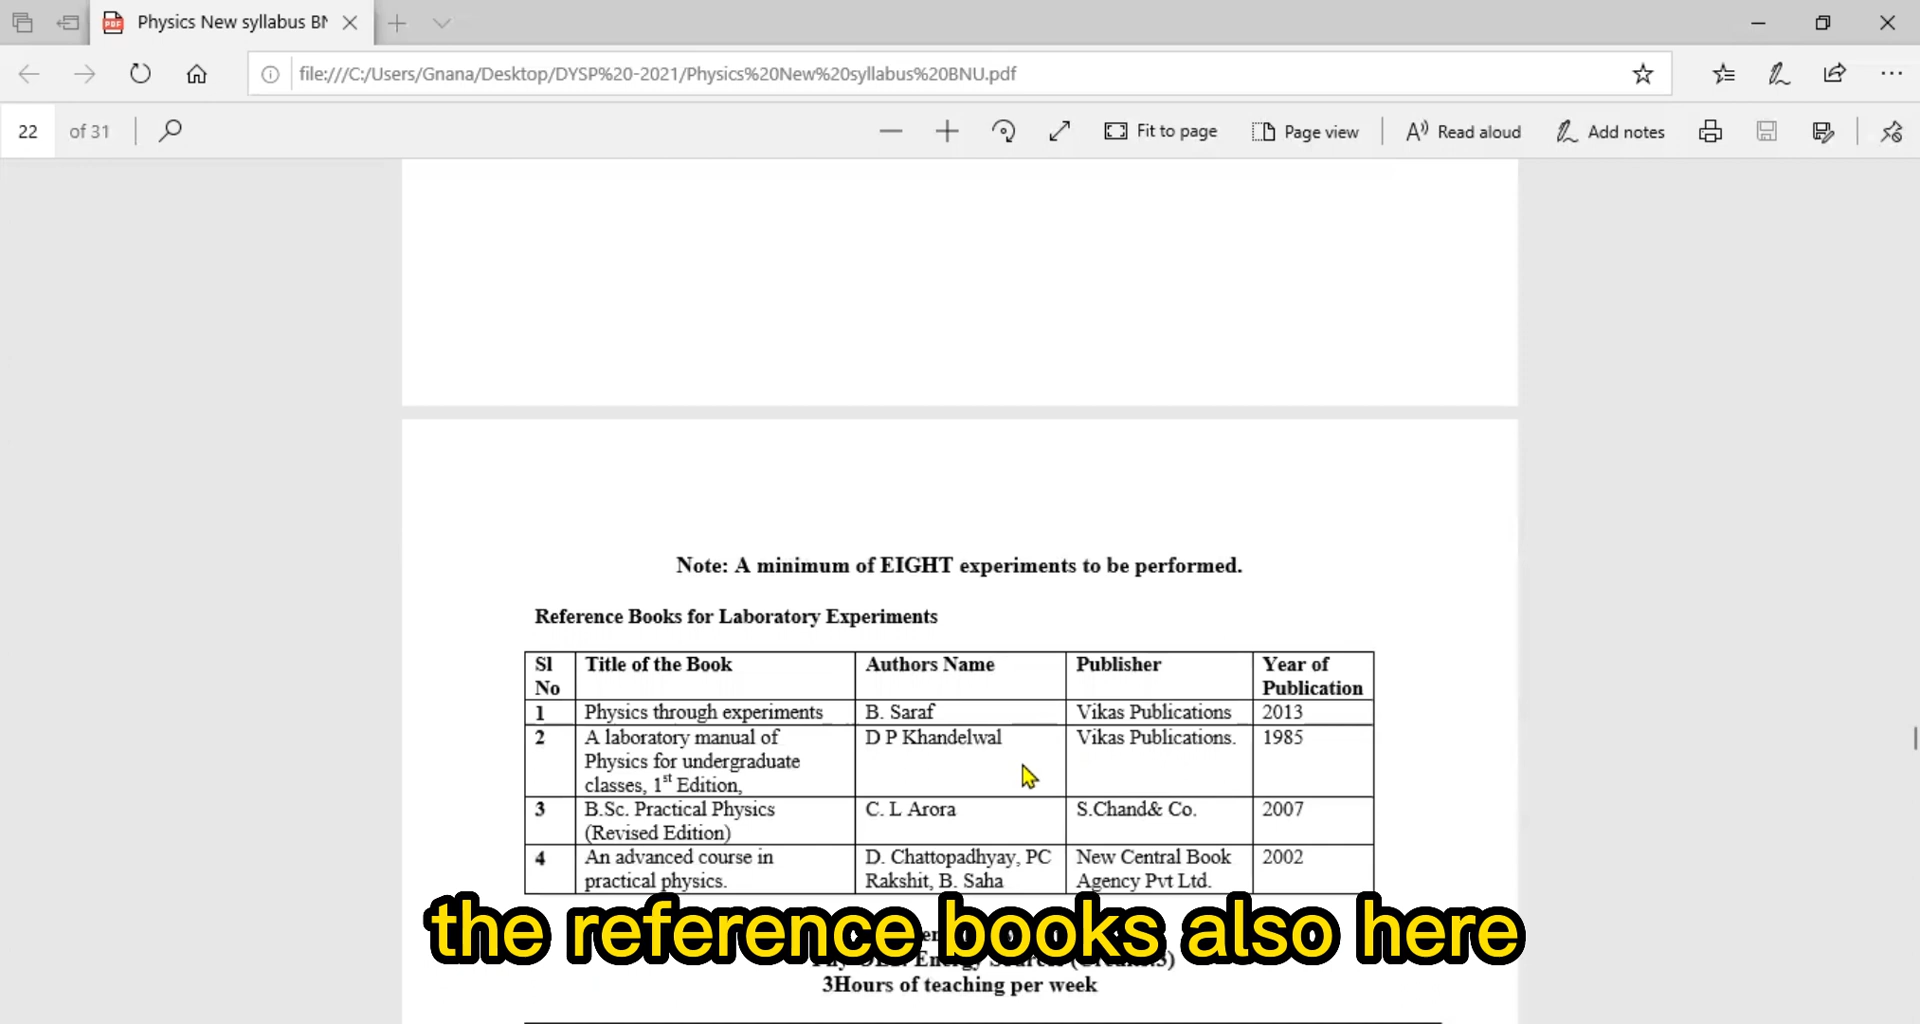 Physics New syllabus BN
file:///C:/Users/Gnana/Desktop/DYSP%20-2021/Physics%20New%20syllabus%20BNU.pdf
22 of 31 Fit to page Page view Read aloud Add notes
Note: A minimum of EIGHT experiments to be performed.
Reference Books for Laboratory Experiments
Sl No Title of the Book Authors Name Publisher Year of Publication
1 Physics through experiments B. Saraf Vikas Publications 2013
2 A laboratory manual of Physics for undergraduate classes, 1st Edition, D P Khandelwal Vikas Publications. 1985
3 B.Sc. Practical Physics (Revised Edition) C. L Arora S.Chand& Co. 2007
4 An advanced course in practical physics. D. Chattopadhyay, PC Rakshit, B. Saha New Central Book Agency Pvt Ltd. 2002
the reference books also here
3Hours of teaching per week